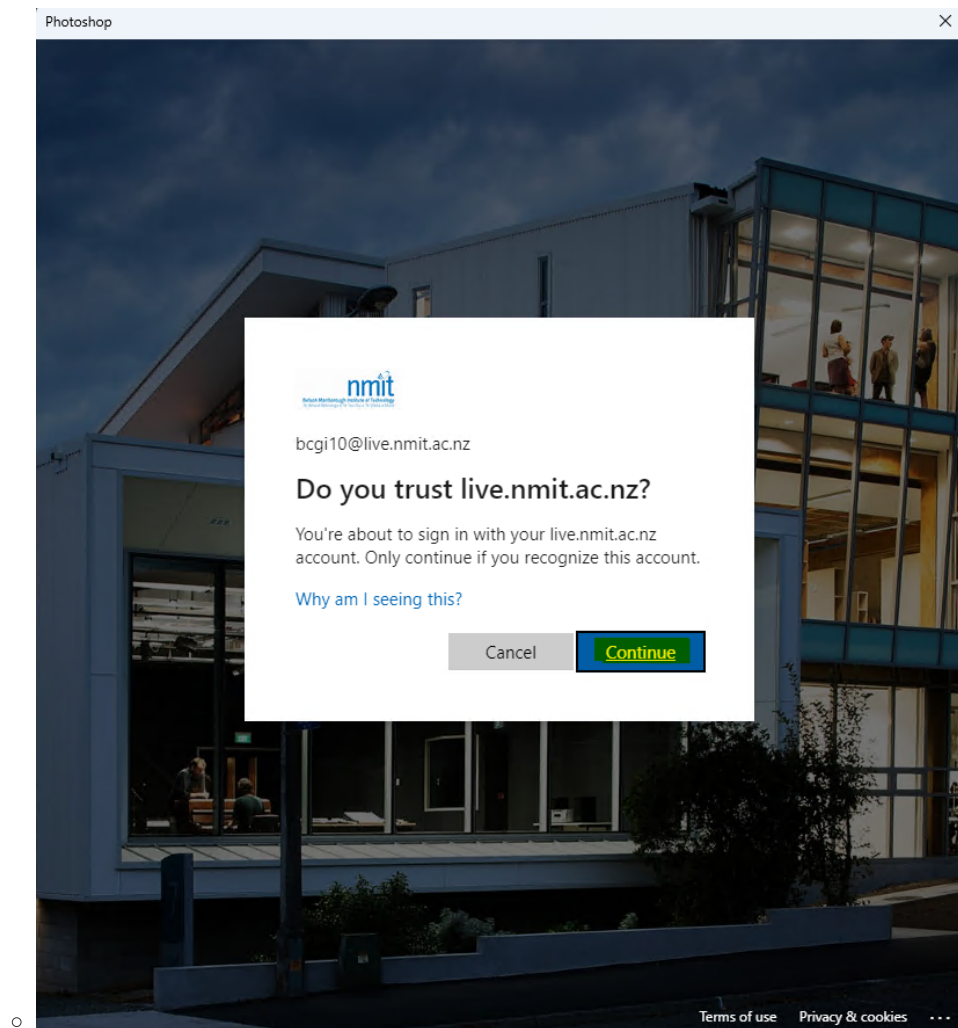 Photoshop
nmit
bcgi10@live.nmit.ac.nz
Do you trust live.nmit.ac.nz?
You're about to sign in with your live.nmit.ac.nz
account. Only continue if you recognize this account.
Why am I seeing this?
Cancel Continue
Terms of use Privacy & cookies ...